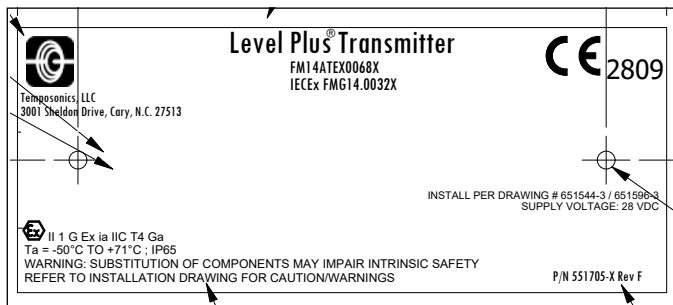 Level Plus® Transmitter
FM14ATEX0068X
IECEx FMG14.0032X
CE 2809
Temposonics, LLC
3001 Sheldon Drive, Cary, N.C. 27513
INSTALL PER DRAWING # 651544-3 / 651596-3
SUPPLY VOLTAGE: 28 VDC
Ex II 1 G Ex ia IIC T4 Ga
Ta = -50°C TO +71°C ; IP65
WARNING: SUBSTITUTION OF COMPONENTS MAY IMPAIR INTRINSIC SAFETY
REFER TO INSTALLATION DRAWING FOR CAUTION/WARNINGS
P/N 551705-X Rev F